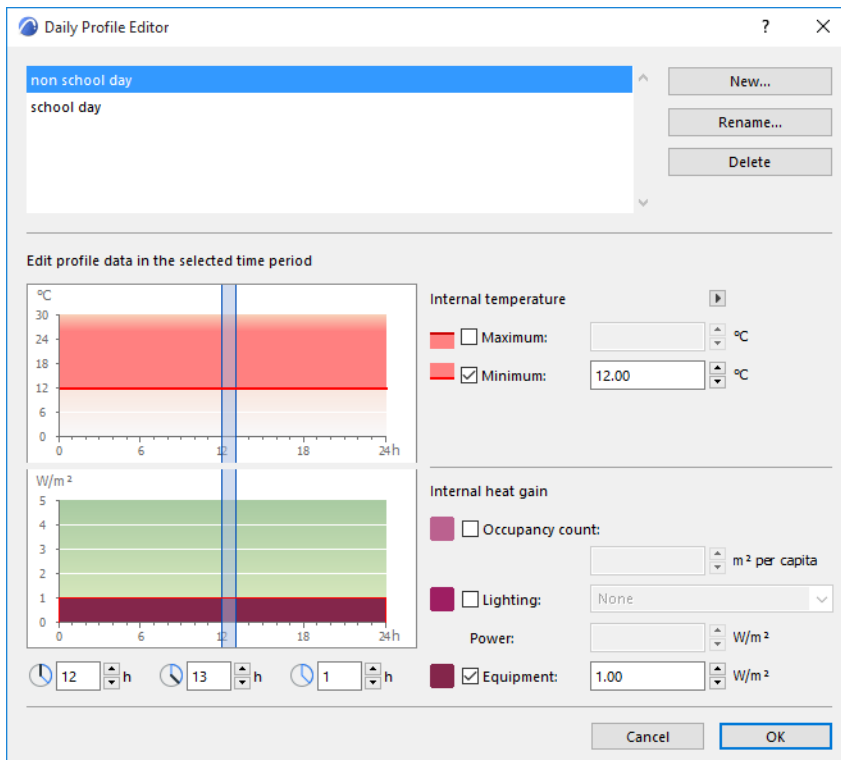 Daily Profile Editor ?
non school day
school day
New...
Rename...
Delete
Edit profile data in the selected time period
°C
30
24
18
12
6
0
0 6 12 18 24h
Internal temperature
Maximum: °C
Minimum: 12.00 °C
W/m²
5
4
3
2
1
0
0 6 12 18 24h
12 h 13 h 1 h
Internal heat gain
Occupancy count:
m² per capita
Lighting: None
Power: W/m²
Equipment: 1.00 W/m²
Cancel OK